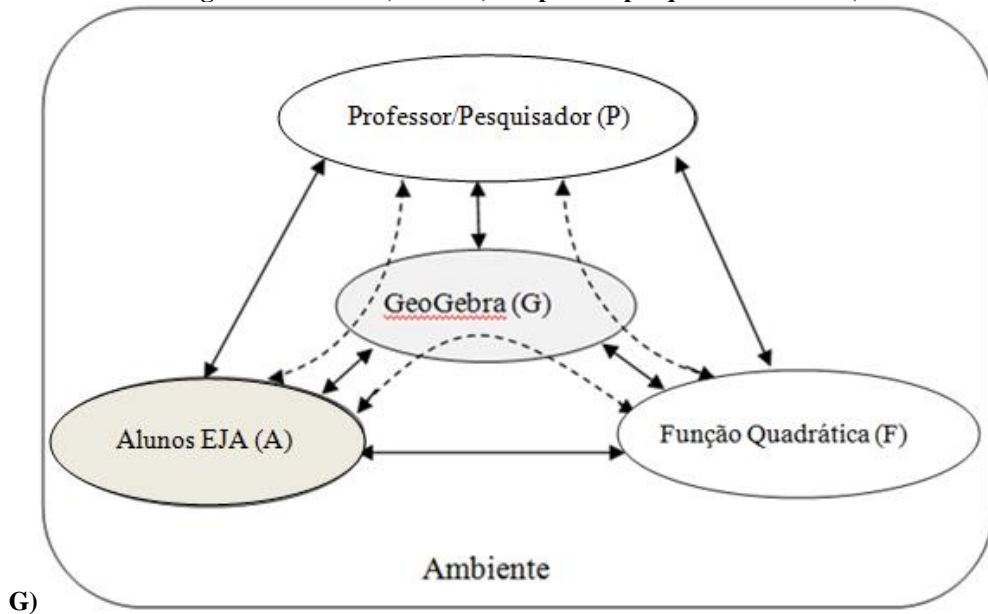 Professor/Pesquisador (P)
GeoGebra (G)
Alunos EJA (A)
Função Quadrática (F)
Ambiente
G)